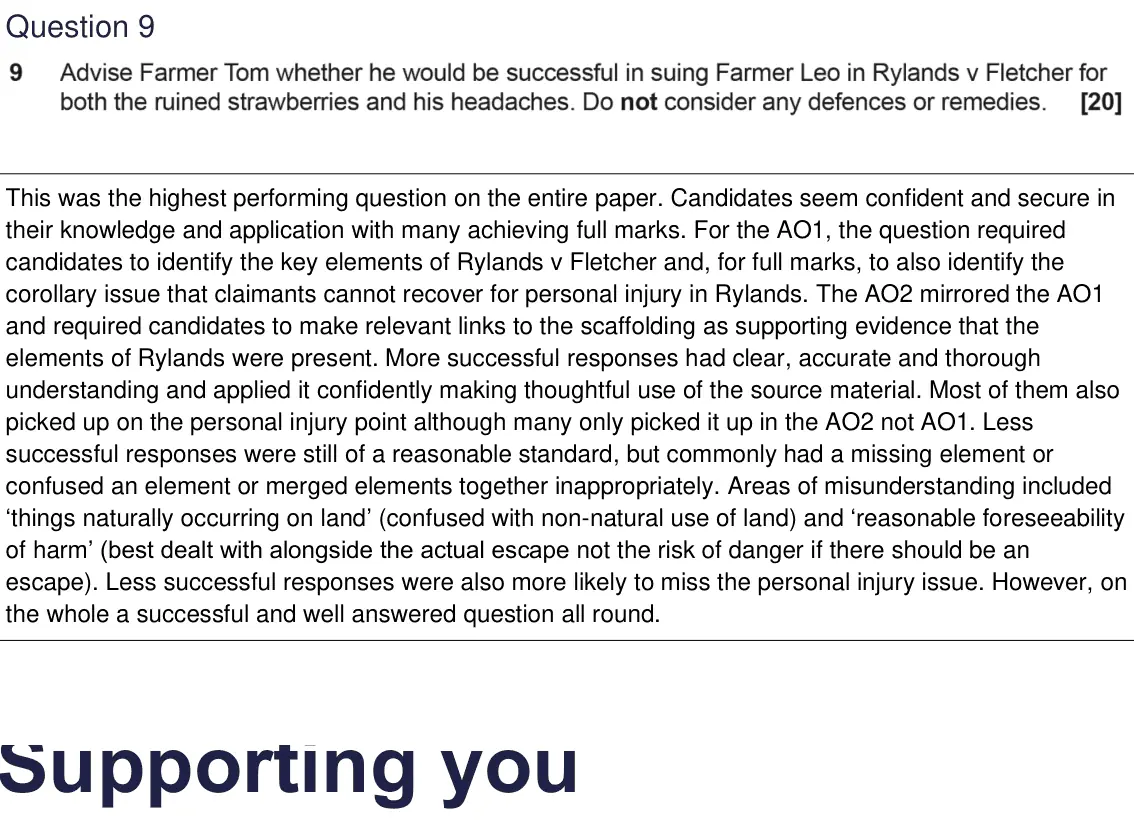 Question 9
9 Advise Farmer Tom whether he would be successful in suing Farmer Leo in Rylands v Fletcher for
both the ruined strawberries and his headaches. Do not consider any defences or remedies. [20]
This was the highest performing question on the entire paper. Candidates seem confident and secure in
their knowledge and application with many achieving full marks. For the AO1, the question required
candidates to identify the key elements of Rylands v Fletcher and, for full marks, to also identify the
corollary issue that claimants cannot recover for personal injury in Rylands. The AO2 mirrored the AO1
and required candidates to make relevant links to the scaffolding as supporting evidence that the
elements of Rylands were present. More successful responses had clear, accurate and thorough
understanding and applied it confidently making thoughtful use of the source material. Most of them also
picked up on the personal injury point although many only picked it up in the AO2 not AO1. Less
successful responses were still of a reasonable standard, but commonly had a missing element or
confused an element or merged elements together inappropriately. Areas of misunderstanding included
‘things naturally occurring on land’ (confused with non-natural use of land) and ‘reasonable foreseeability
of harm’ (best dealt with alongside the actual escape not the risk of danger if there should be an
escape). Less successful responses were also more likely to miss the personal injury issue. However, on
the whole a successful and well answered question all round.
Supporting you